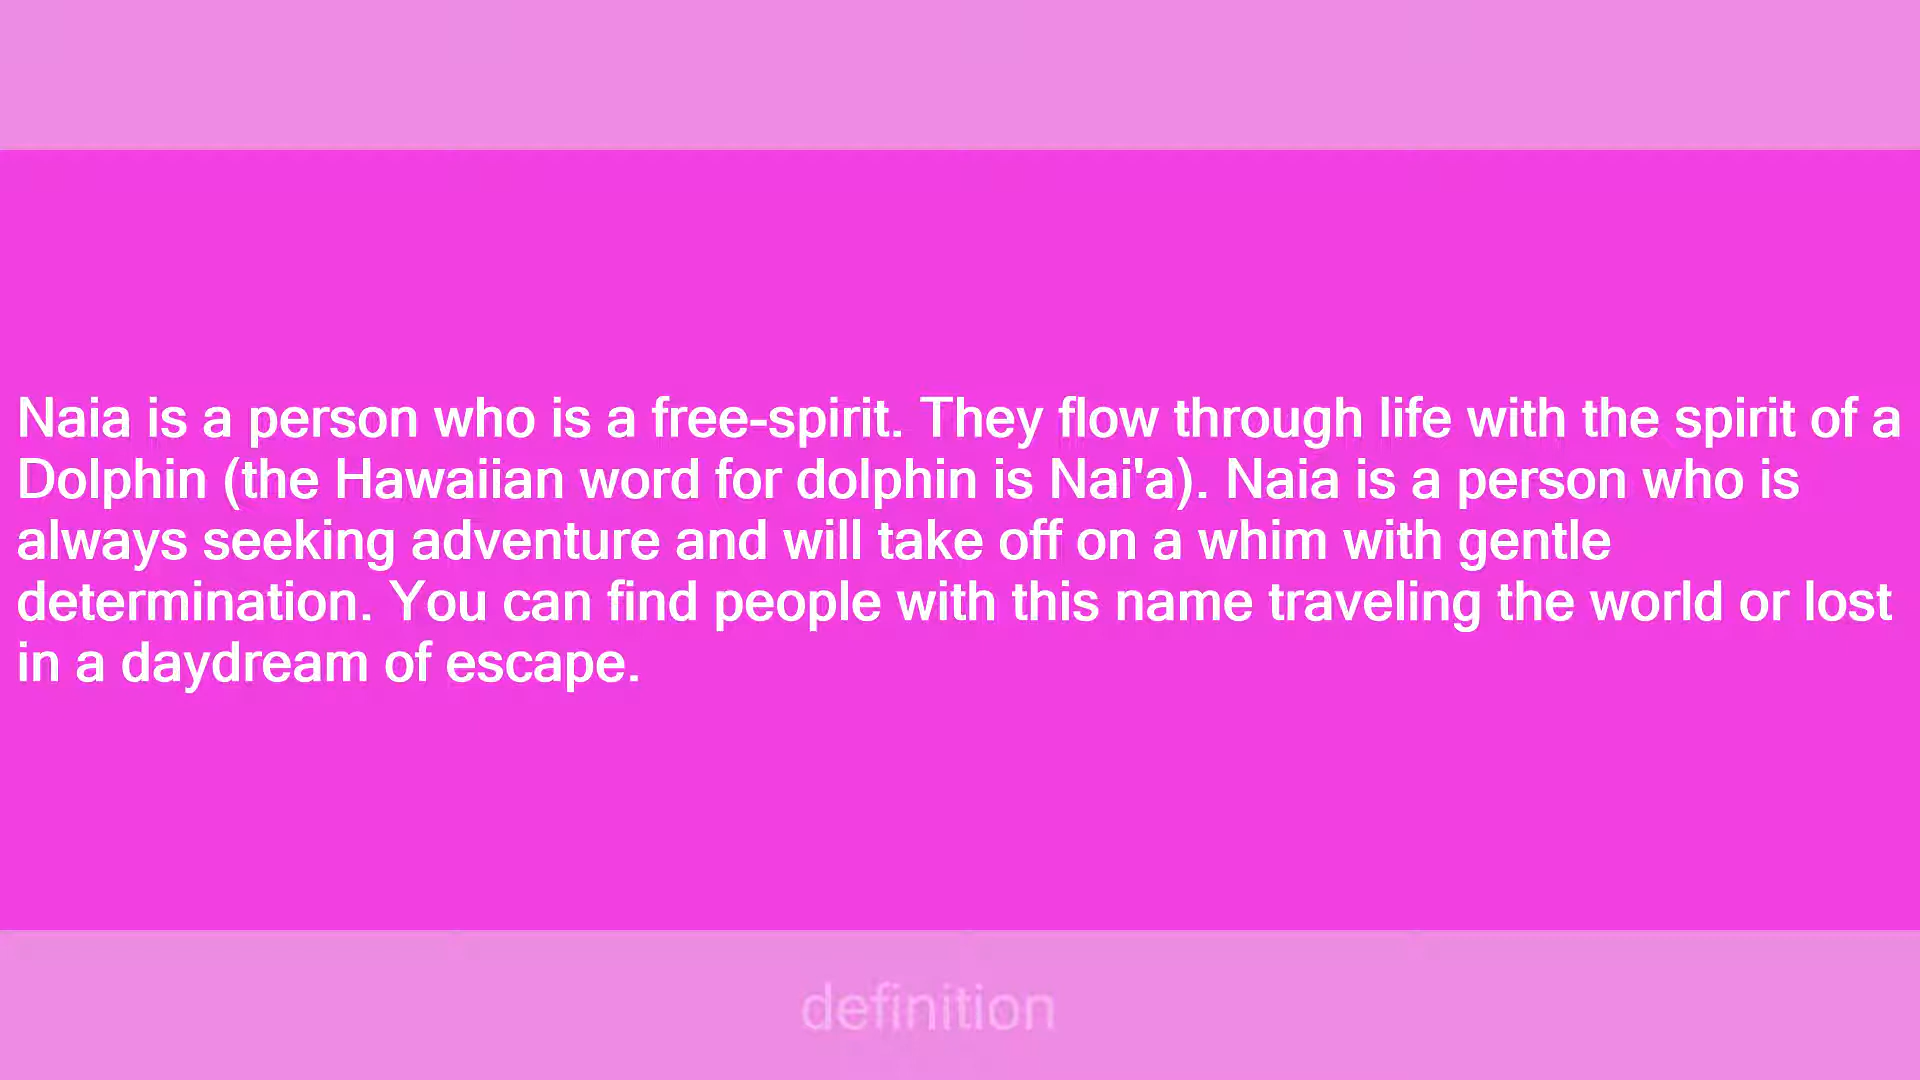 Naia is a person who is a free-spirit. They flow through life with the spirit of a
Dolphin (the Hawaiian word for dolphin is Nai'a). Naia is a person who is
always seeking adventure and will take off on a whim with gentle
determination. You can find people with this name traveling the world or lost
in a daydream of escape.
definition